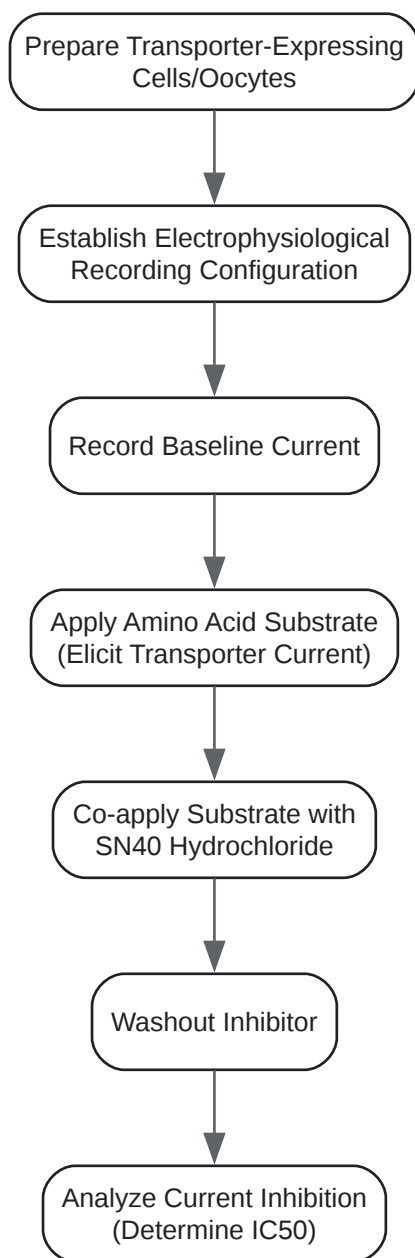 Prepare Transporter-Expressing
Cells/Oocytes
Establish Electrophysiological
Recording Configuration
Record Baseline Current
Apply Amino Acid Substrate
(Elicit Transporter Current)
Co-apply Substrate with
SN40 Hydrochloride
Washout Inhibitor
Analyze Current Inhibition
(Determine IC50)